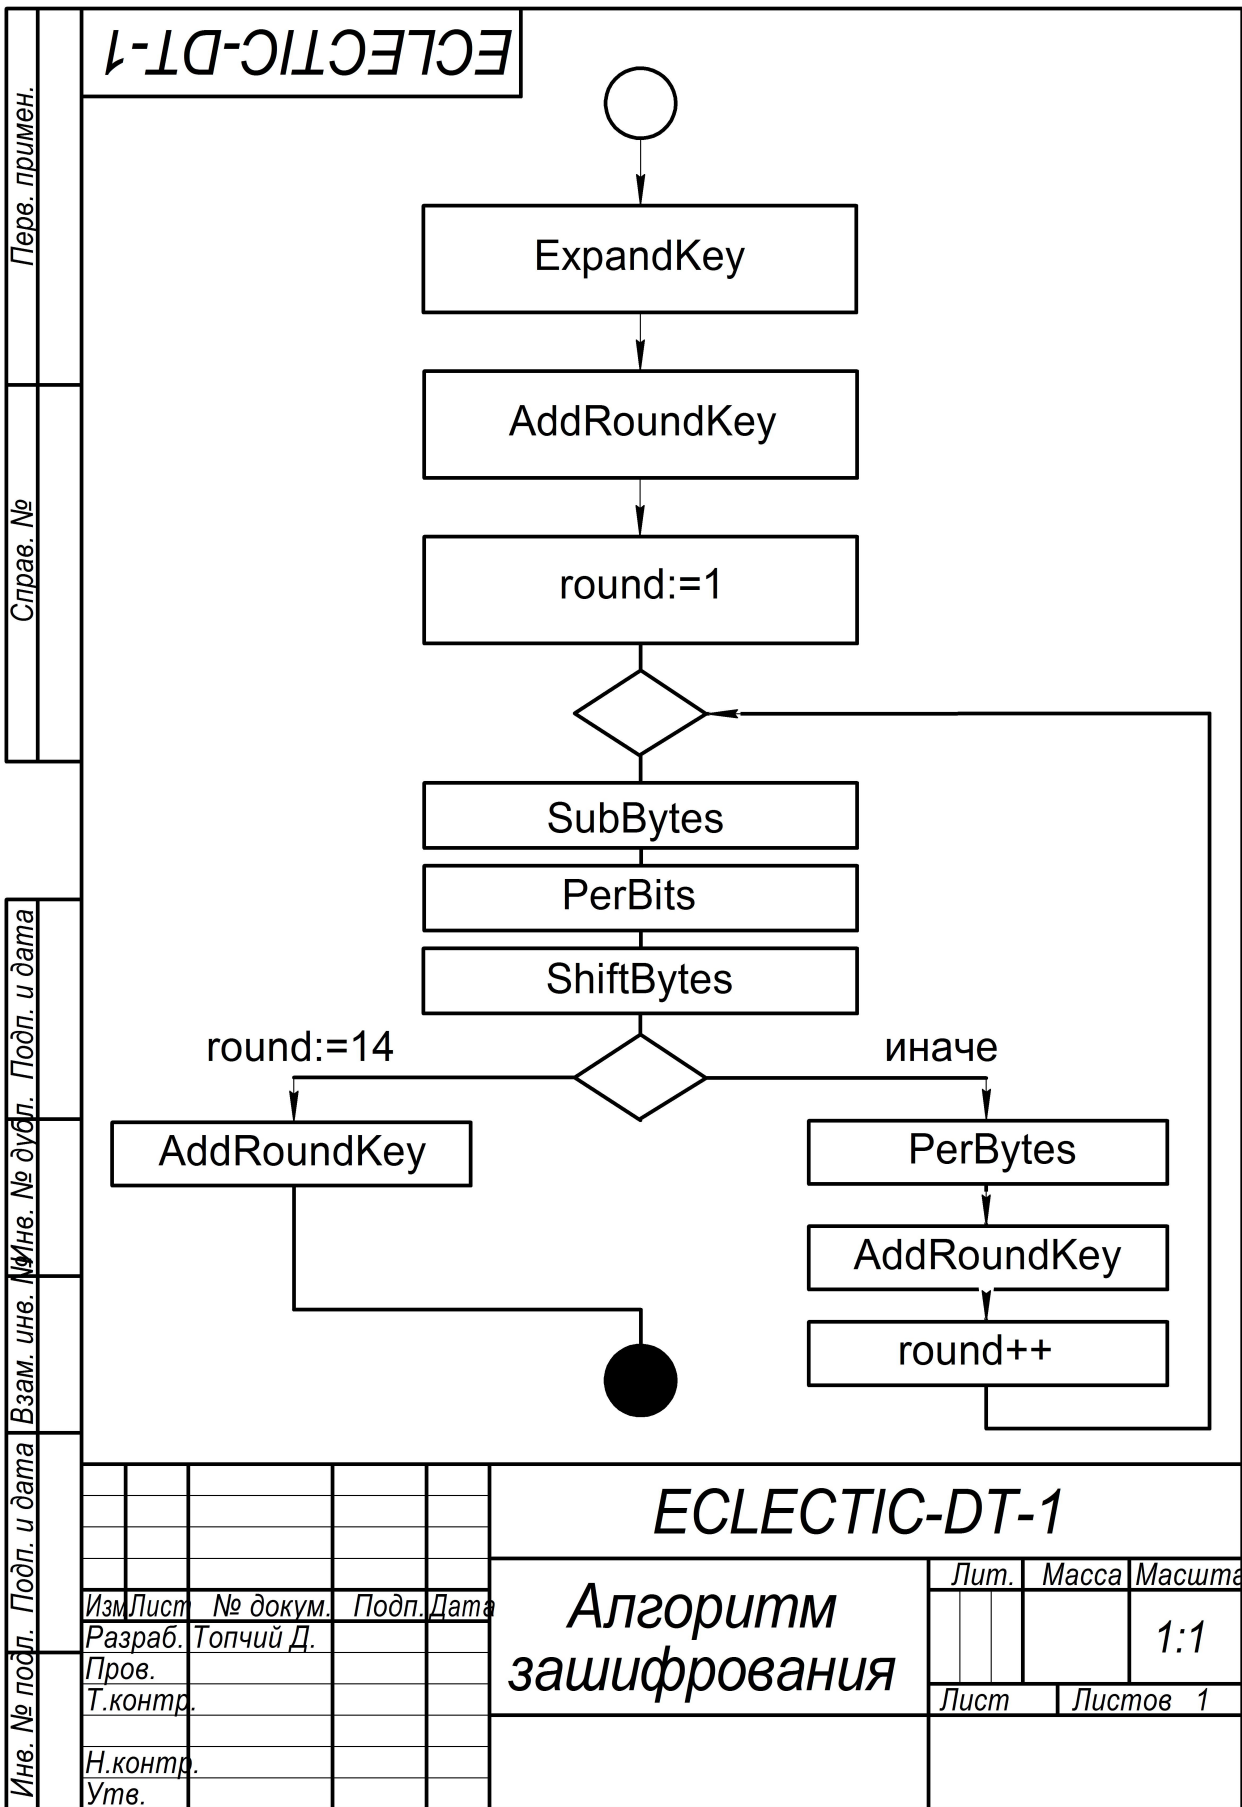 ECLECTIC-DT-1
Перв. примен.
Справ. №
Подп. и дата
Инв. № дубл.
Взам. инв. №
Подп. и дата
Инв. № подл.
ExpandKey
AddRoundKey
round:=1
SubBytes
PerBits
ShiftBytes
round:=14
иначе
AddRoundKey
PerBytes
AddRoundKey
round++
ECLECTIC-DT-1
Алгоритм
зашифрования
Лит. Масса Масшта
1:1
Лист Листов 1
Изм Лист № докум. Подп. Дата
Разраб. Топчий Д.
Пров.
Т.контр.
Н.контр.
Утв.